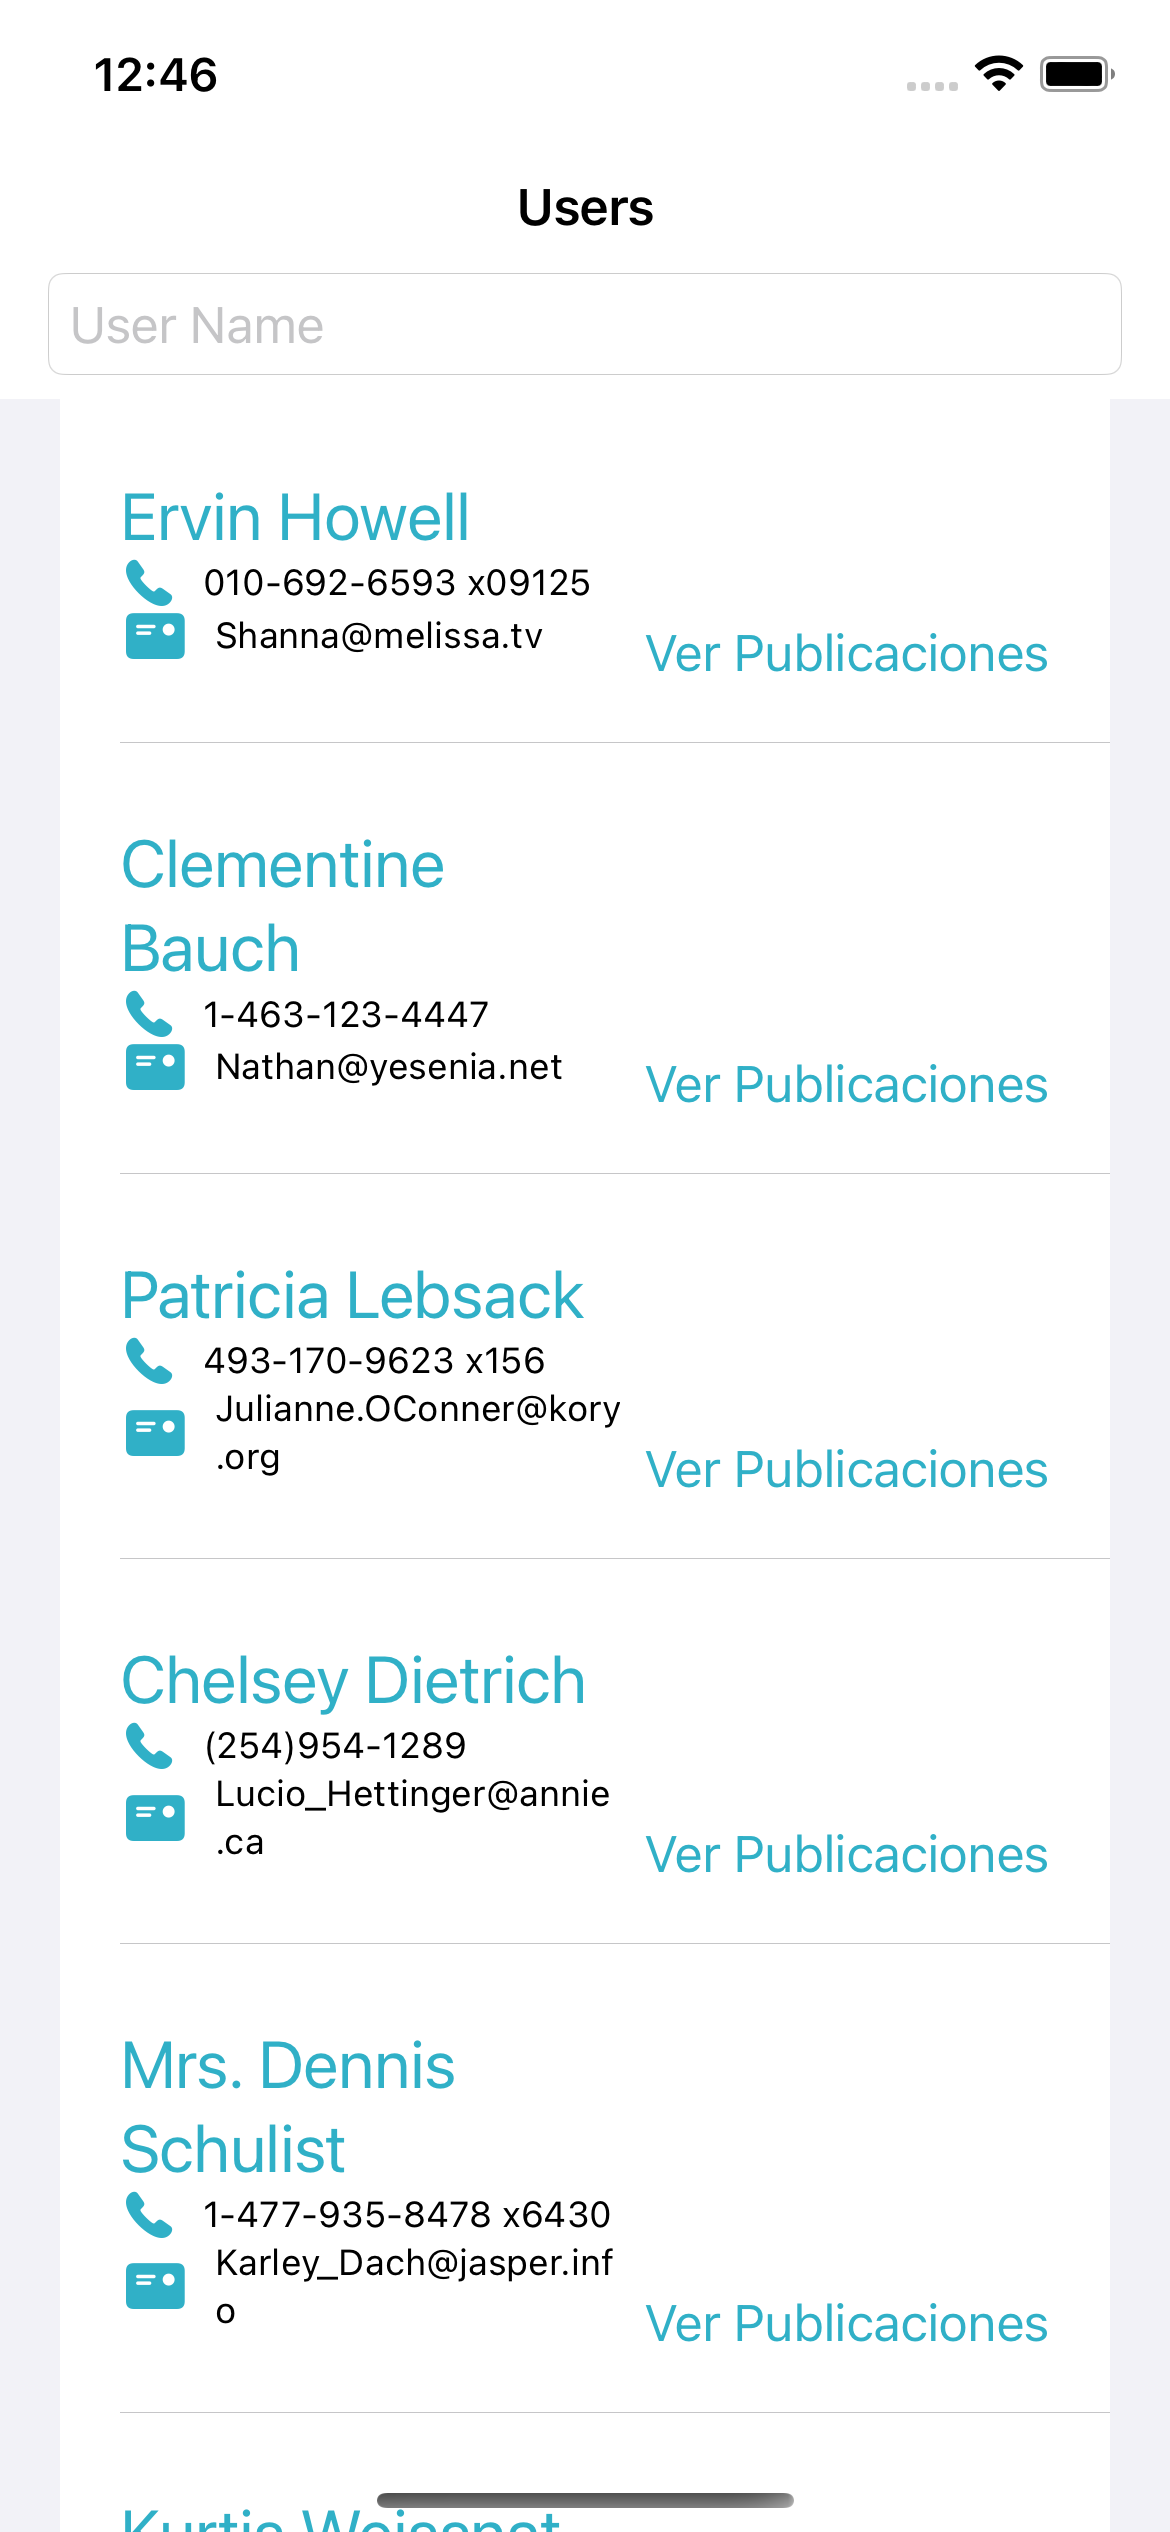 12:46
Users
User Name
Ervin Howell
010-692-6593 x09125
Shanna@melissa.tv
Ver Publicaciones
Clementine
Bauch
1-463-123-4447
Nathan@yesenia.net
Ver Publicaciones
Patricia Lebsack
493-170-9623 x156
Julianne.OConner@kory
.org
Ver Publicaciones
Chelsey Dietrich
(254)954-1289
Lucio_Hettinger@annie
.ca
Ver Publicaciones
Mrs. Dennis
Schulist
1-477-935-8478 x6430
Karley_Dach@jasper.inf
o
Ver Publicaciones
Kurtis Weissnat